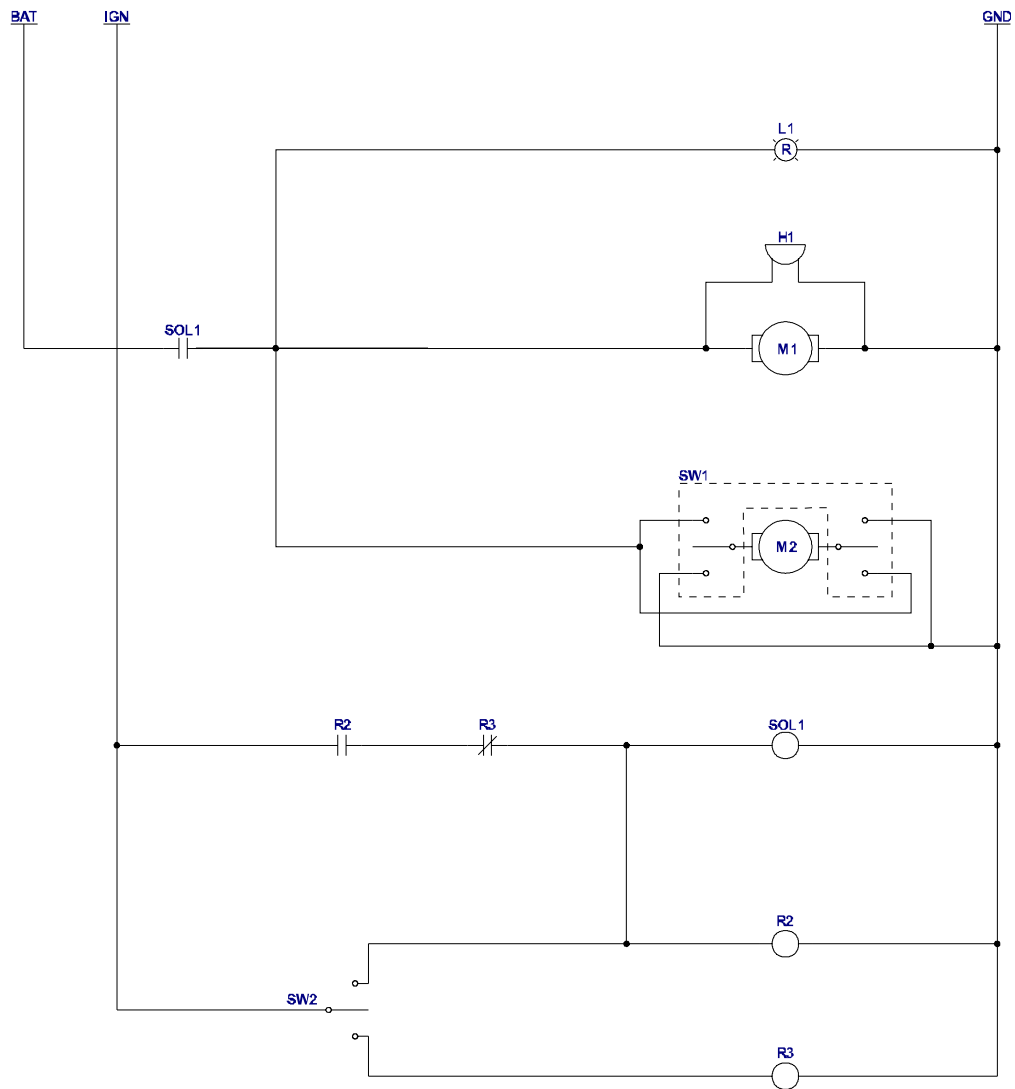 BAT IGN GND
L1
R
H1
SOL1
M1
SW1
M2
R2 R3 SOL1
R2
SW2
R3